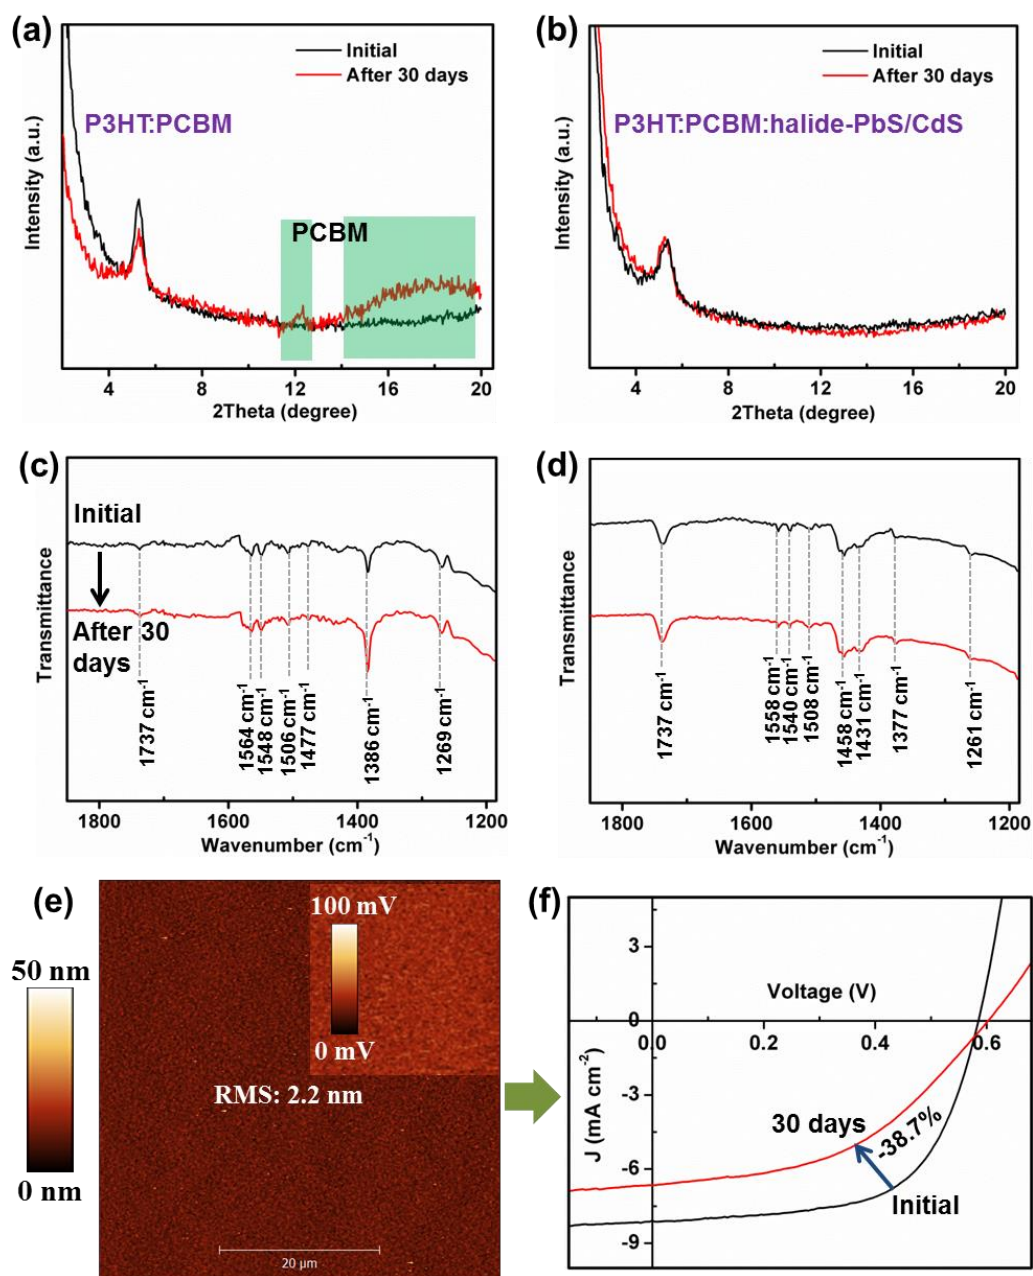 (a)
Initial
After 30 days
P3HT:PCBM
PCBM
Intensity (a.u.)
4 8 12 16 20
2Theta (degree)
(b)
Initial
After 30 days
P3HT:PCBM:halide-PbS/CdS
Intensity (a.u.)
4 8 12 16 20
2Theta (degree)
(c)
Initial
After 30
days
Transmittance
1737 cm⁻¹
1564 cm⁻¹
1548 cm⁻¹
1506 cm⁻¹
1477 cm⁻¹
1386 cm⁻¹
1269 cm⁻¹
1800 1600 1400 1200
Wavenumber (cm⁻¹)
(d)
Transmittance
1737 cm⁻¹
1558 cm⁻¹
1540 cm⁻¹
1508 cm⁻¹
1458 cm⁻¹
1431 cm⁻¹
1377 cm⁻¹
1261 cm⁻¹
1800 1600 1400 1200
Wavenumber (cm⁻¹)
(e)
50 nm
0 nm
100 mV
0 mV
RMS: 2.2 nm
20 μm
(f)
3
Voltage (V)
0
0.0 0.2 0.4 0.6
J (mA cm⁻²)
-3
-6
-9
30 days
-38.7%
Initial